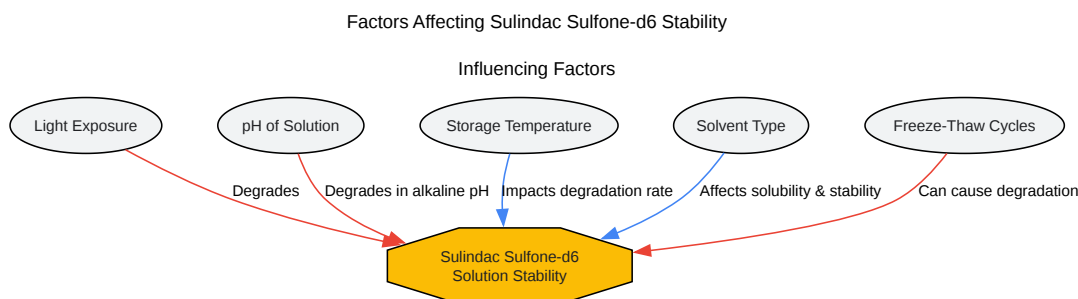 Factors Affecting Sulindac Sulfone-d6 Stability
Influencing Factors
Light Exposure
pH of Solution
Storage Temperature
Solvent Type
Freeze-Thaw Cycles
Degrades
Degrades in alkaline pH
Impacts degradation rate
Affects solubility & stability
Can cause degradation
Sulindac Sulfone-d6
Solution Stability